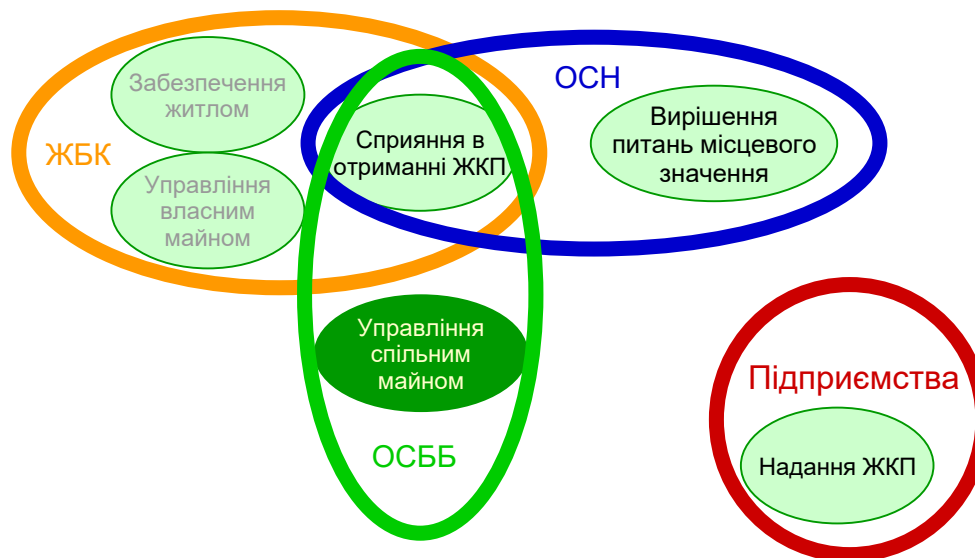 Забезпечення
житлом
ЖБК
Управління
власним
майном
Сприяння в
отриманні ЖКП
ОСН
Вирішення
питань місцевого
значення
Управління
спільним
майном
ОСББ
Підприємства
Надання ЖКП